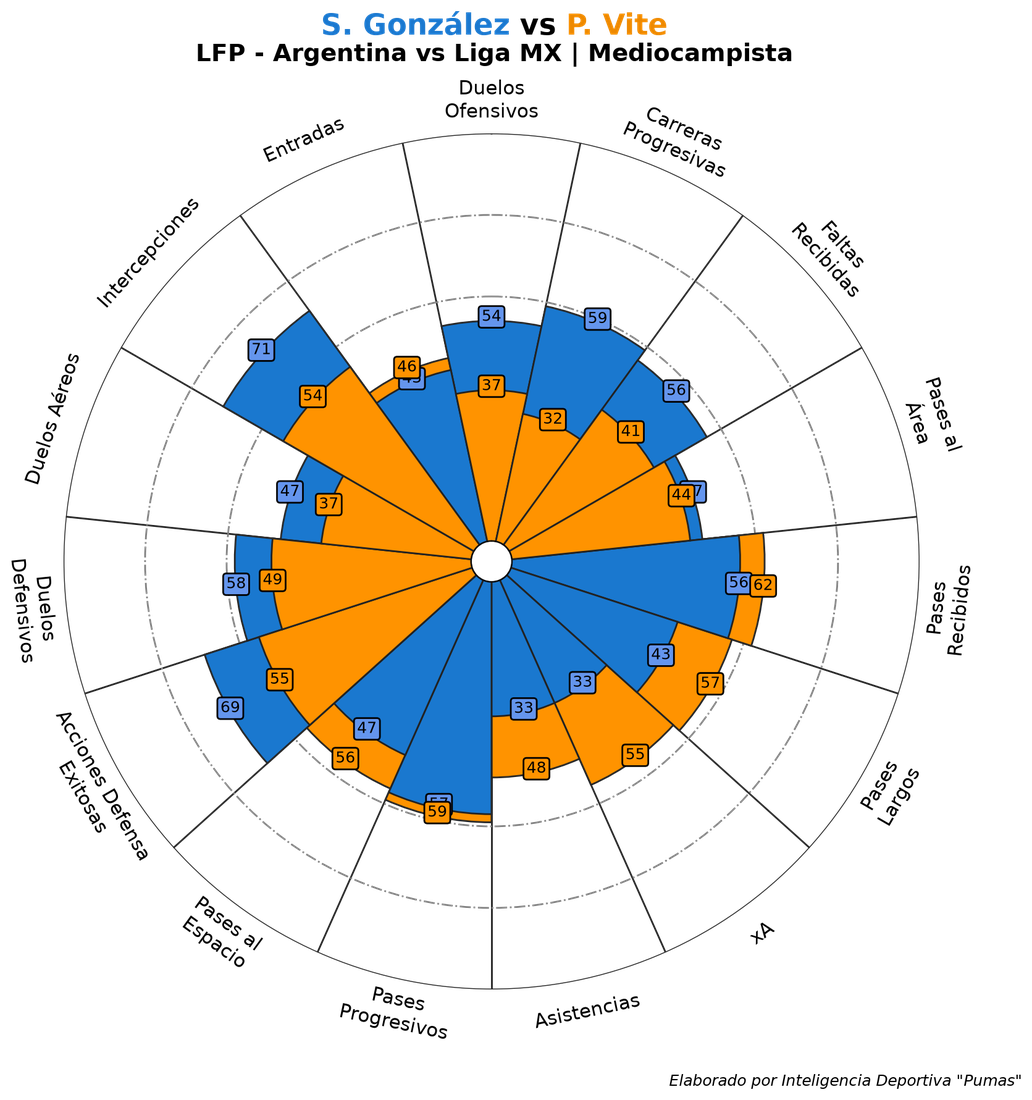 S. González vs P. Vite
LFP - Argentina vs Liga MX | Mediocampista
Duelos
Ofensivos
Carreras
Progresivas
Faltas
Recibidas
Pases al
Área
Pases
Recibidos
Pases
Largos
xA
Asistencias
Pases
Progresivos
Pases al
Espacio
Acciones Defensa
Exitosas
Duelos
Defensivos
Duelos Aéreos
Intercepciones
Entradas
54
37
59
32
56
41
44
56
62
43
57
33
55
33
48
59
47
56
69
55
58
49
47
37
71
54
46
Elaborado por Inteligencia Deportiva "Pumas"